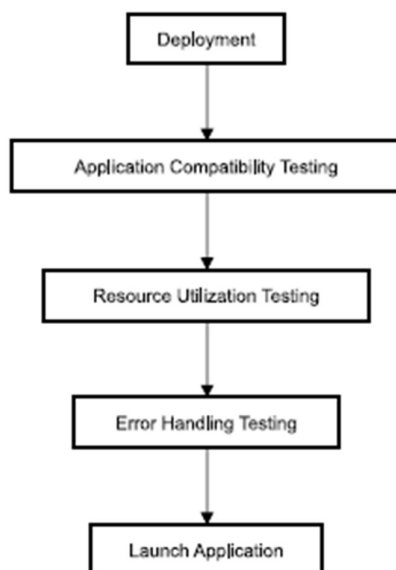 Deployment
Application Compatibility Testing
Resource Utilization Testing
Error Handling Testing
Launch Application